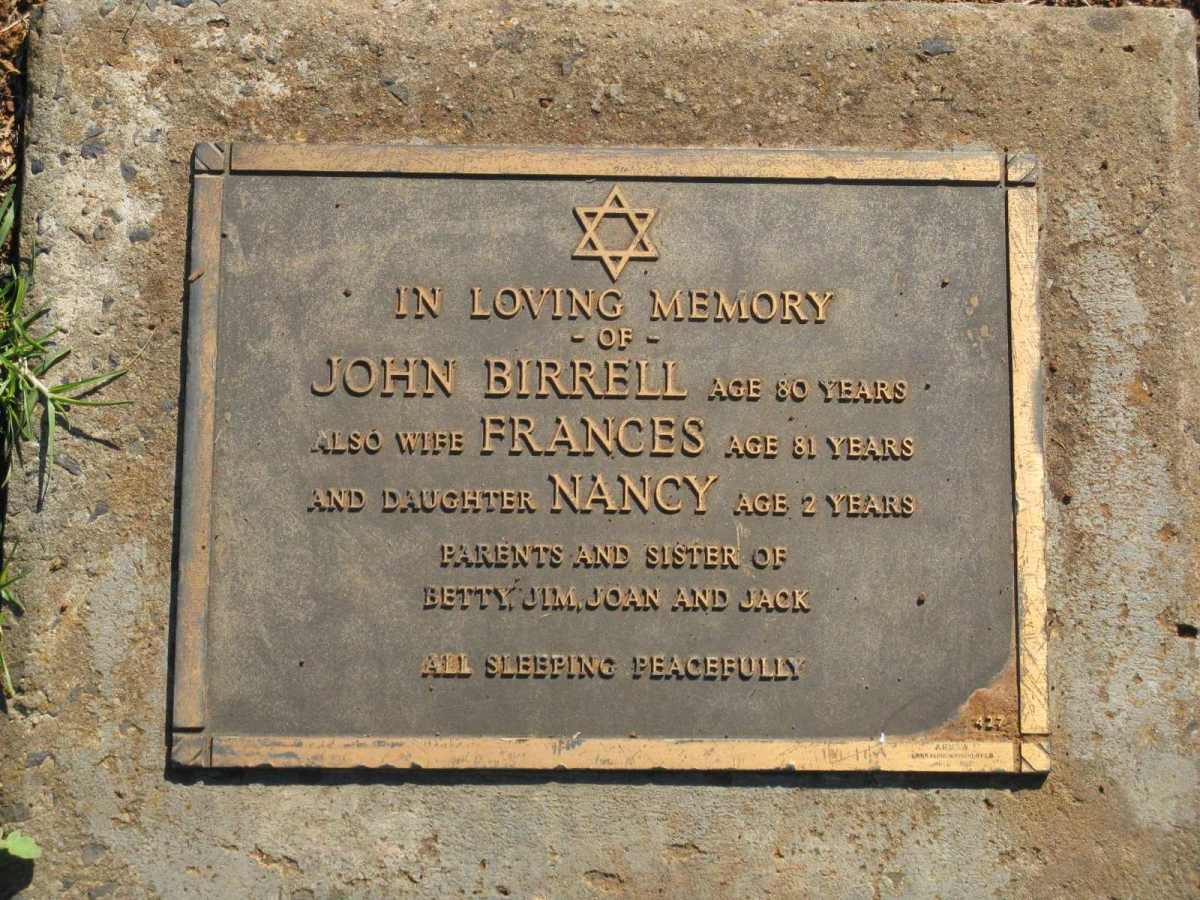 IN LOVING MEMORY
- OF -
JOHN BIRRELL AGE 80 YEARS
ALSO WIFE FRANCES AGE 81 YEARS
AND DAUGHTER NANCY AGE 2 YEARS
PARENTS AND SISTER OF
BETTY, JIM, JOAN AND JACK
ALL SLEEPING PEACEFULLY
427